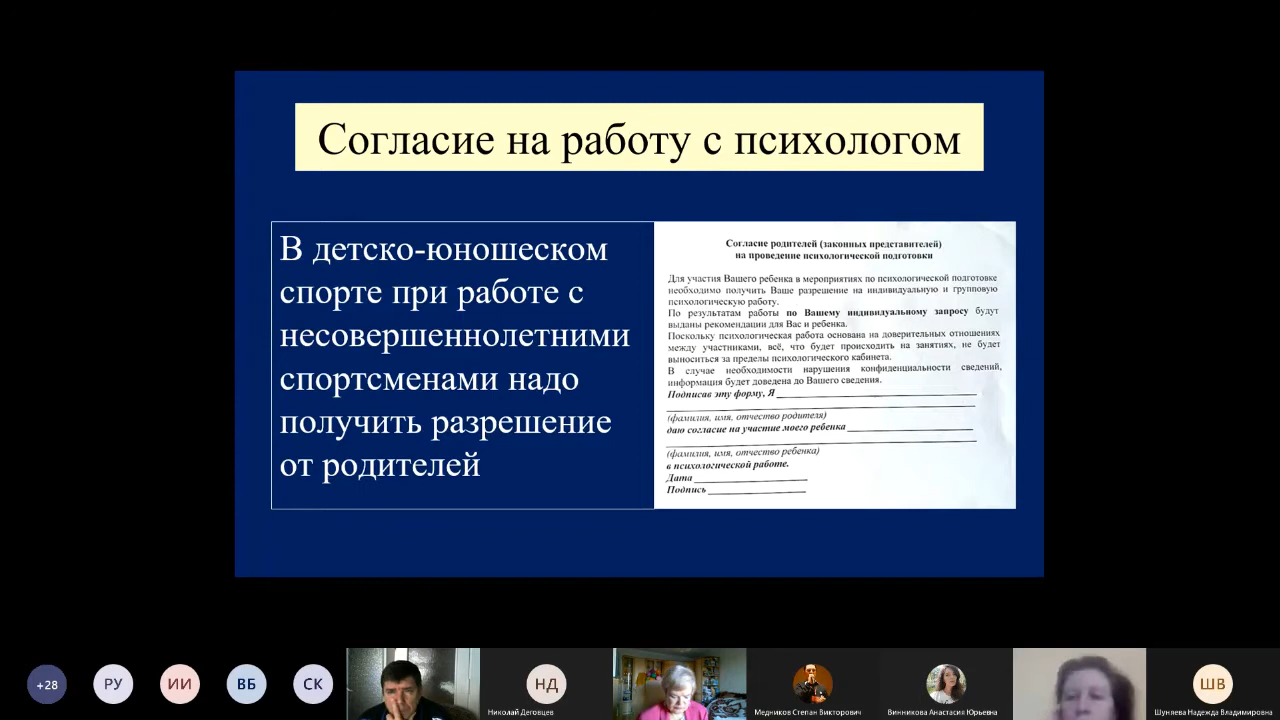 Согласие на работу с психологом
В детско-юношеском
спорте при работе с
несовершеннолетними
спортсменами надо
получить разрешение
от родителей
Согласие родителей (законных представителей)
на проведение психологической подготовки
Для участия Вашего ребенка в мероприятиях по психологической подготовке
необходимо получить Ваше разрешение на индивидуальную и групповую
психологическую работу.
По результатам работы по Вашему индивидуальному запросу будут
выданы рекомендации для Вас и ребенка.
Поскольку психологическая работа основана на доверительных отношениях
между участниками, всё, что будет происходить на занятиях, не будет
выноситься за пределы психологического кабинета.
В случае необходимости нарушения конфиденциальности сведений,
информация будет доведена до Вашего сведения.
Подписав эту форму, Я
(фамилия, имя, отчество родителя)
даю согласие на участие моего ребенка
(фамилия, имя, отчество ребенка)
в психологической работе.
Дата
Подпись
+28
РУ
ИИ
ВБ
СК
НД
Николай Деговцев
Медников Степан Викторович
Винникова Анастасия Юрьевна
ШВ
Шуняева Надежда Владимировна